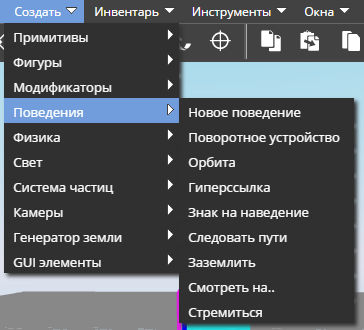 Создать Инвентарь Инструменты Окна
Примитивы
Фигуры
Модификаторы
Поведения
Физика
Свет
Система частиц
Камеры
Генератор земли
GUI элементы
Новое поведение
Поворотное устройство
Орбита
Гиперссылка
Знак на наведение
Следовать пути
Заземлить
Смотреть на..
Стремиться